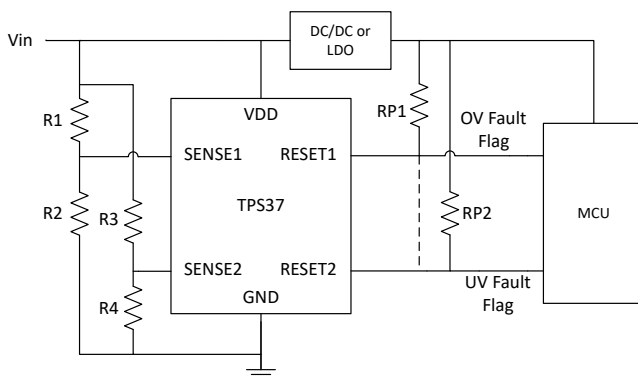 Vin
DC/DC or
LDO
R1
VDD
RP1
OV Fault
Flag
SENSE1
RESET1
R2
R3
TPS37
RP2
MCU
SENSE2
RESET2
GND
UV Fault
Flag
R4